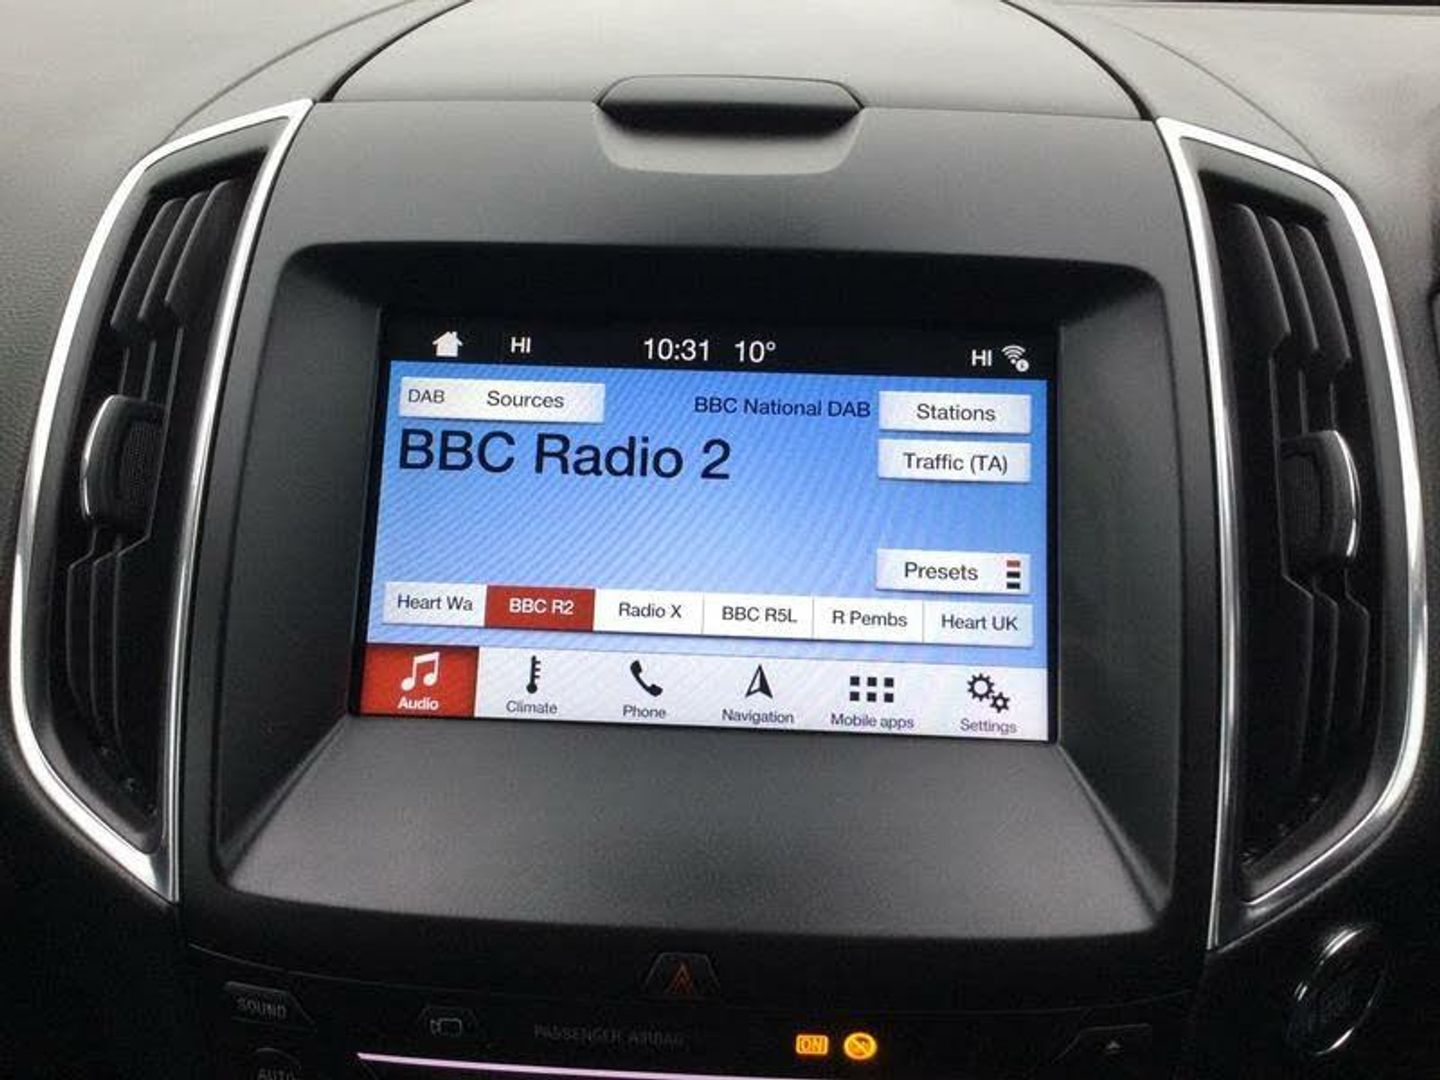 HI 10:31 10° HI
DAB Sources BBC National DAB Stations
BBC Radio 2
Traffic (TA)
Presets
Heart Wa BBC R2 Radio X BBC R5L R Pembs Heart UK
Audio Climate Phone Navigation Mobile apps Settings
SOUND
PASSENGER AIRBAG ON
AUTO